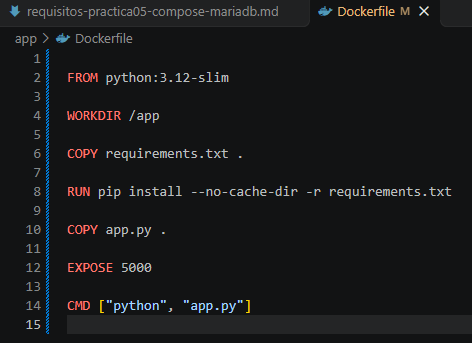 requisitos-practica05-compose-mariadb.md
Dockerfile M
app > Dockerfile
1
2 FROM python:3.12-slim
3
4 WORKDIR /app
5
6 COPY requirements.txt .
7
8 RUN pip install --no-cache-dir -r requirements.txt
9
10 COPY app.py .
11
12 EXPOSE 5000
13
14 CMD ["python", "app.py"]
15